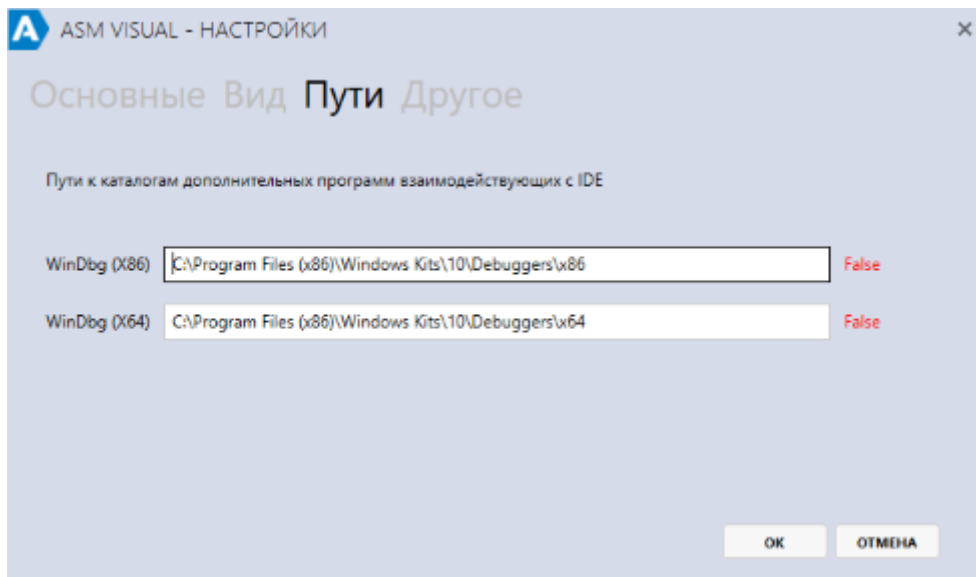 ASM VISUAL - НАСТРОЙКИ
Основные Вид Пути Другое
Пути к каталогам дополнительных программ взаимодействующих с IDE
WinDbg (X86) C:\Program Files (x86)\Windows Kits\10\Debuggers\x86 False
WinDbg (X64) C:\Program Files (x86)\Windows Kits\10\Debuggers\x64 False
ОК ОТМЕНА